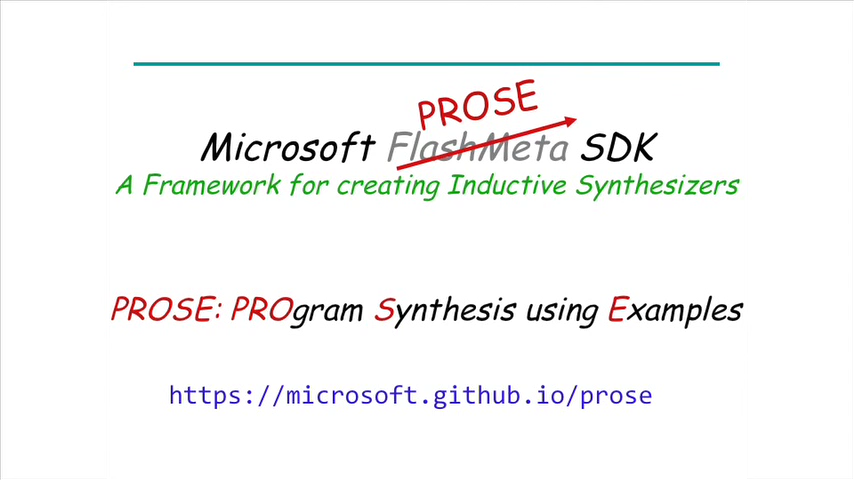 PROSE
Microsoft FlashMeta SDK
A Framework for creating Inductive Synthesizers
PROSE: PROgram Synthesis using Examples
https://microsoft.github.io/prose